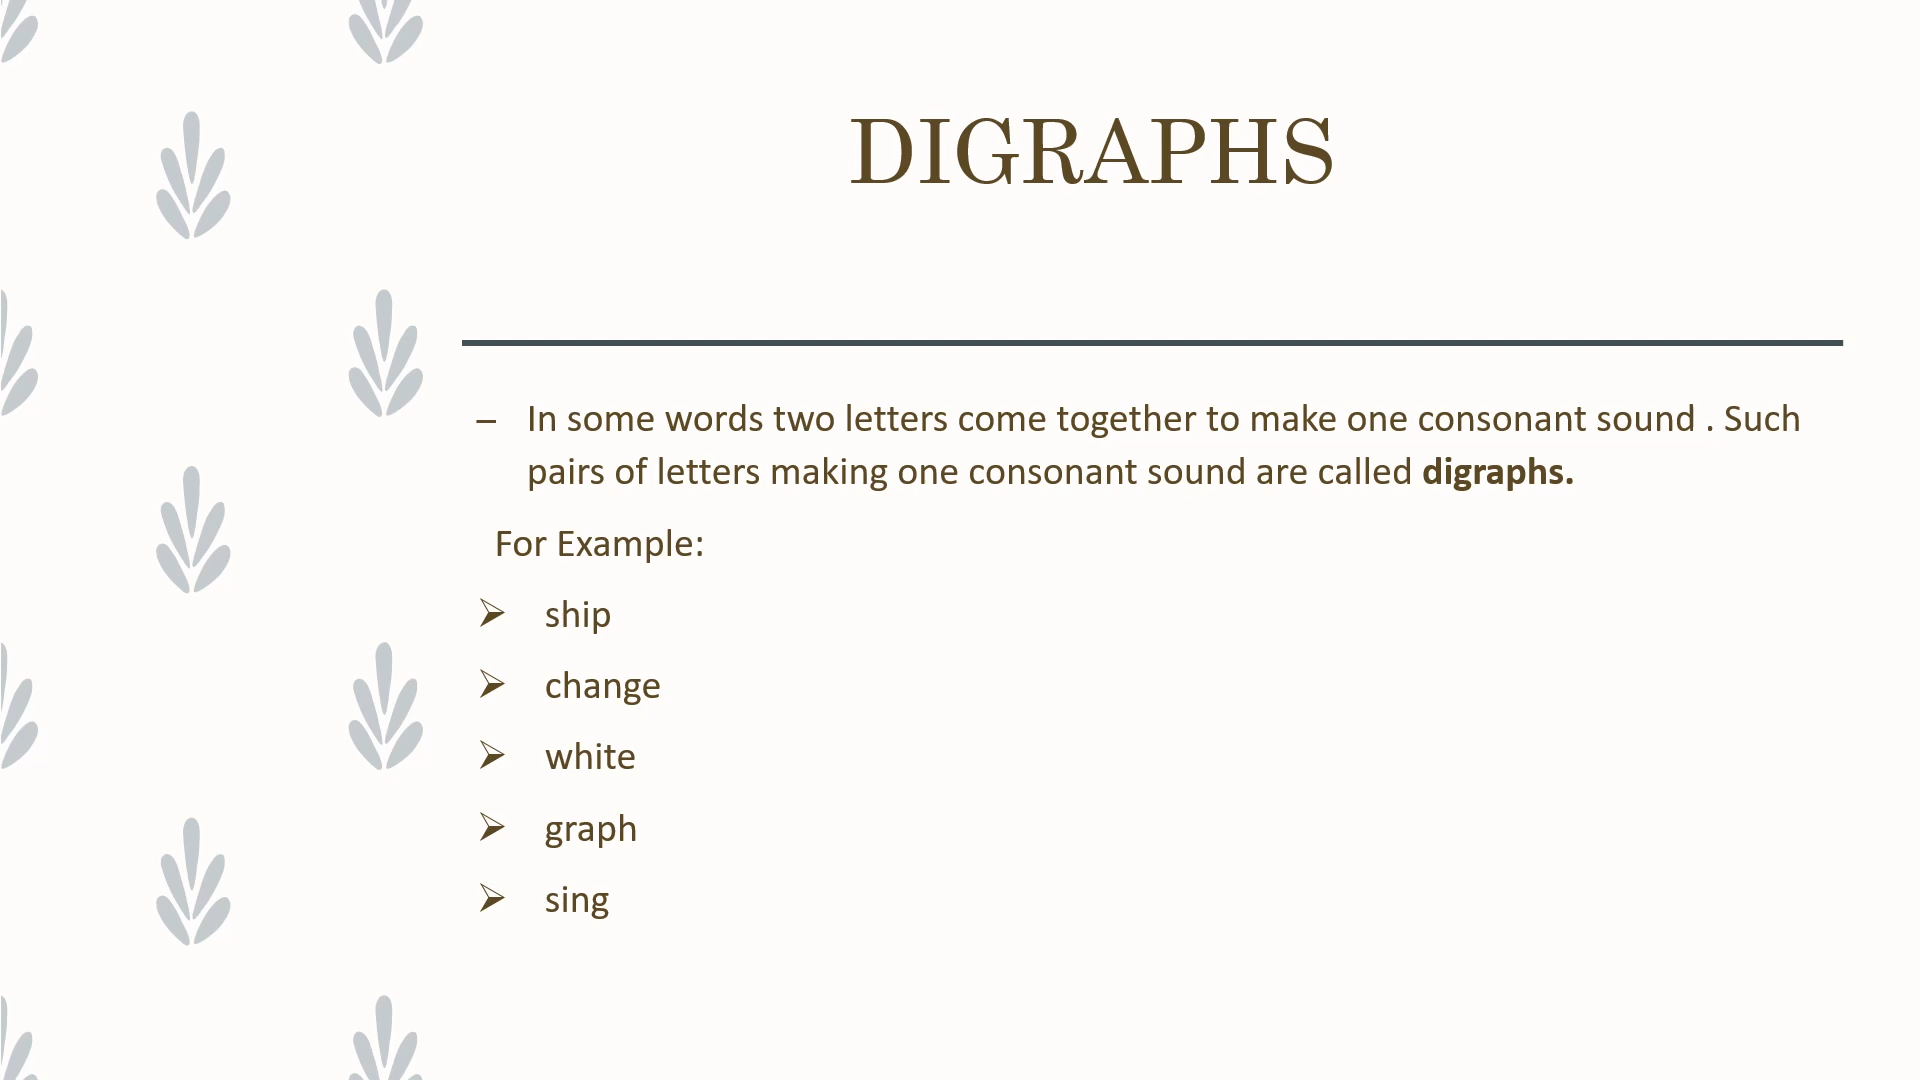 DIGRAPHS
– In some words two letters come together to make one consonant sound . Such
pairs of letters making one consonant sound are called digraphs.
For Example:
➢ ship
➢ change
➢ white
➢ graph
➢ sing